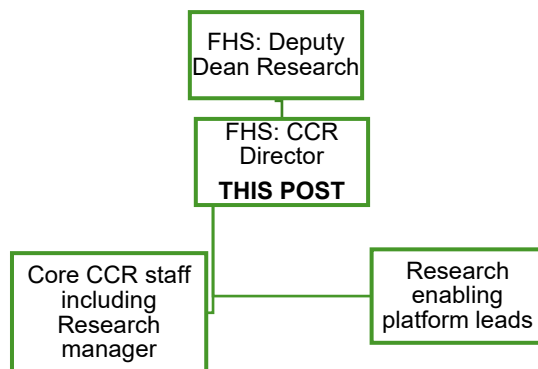 FHS: Deputy
Dean Research
FHS: CCR
Director
THIS POST
Core CCR staff
including
Research
manager
Research
enabling
platform leads